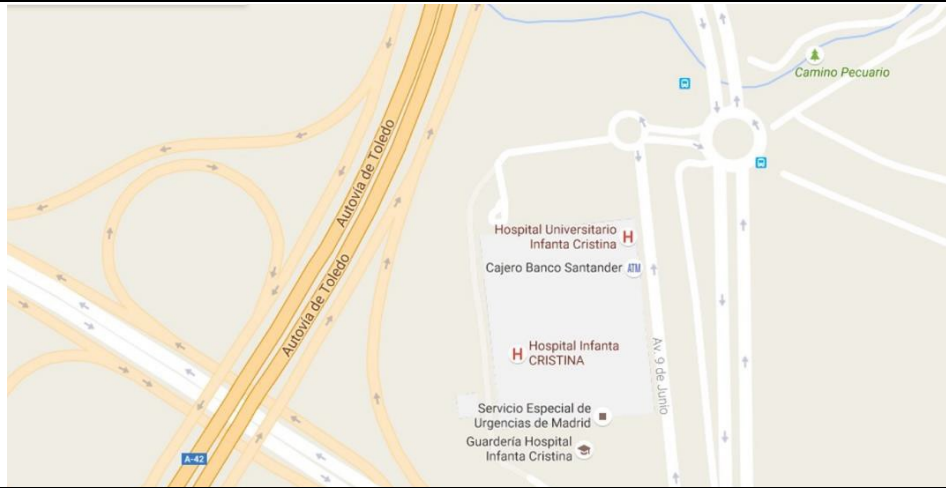 Camino Pecuario
Autovía de Toledo
Hospital Universitario
Infanta Cristina
H
Cajero Banco Santander
ATM
Autovía de Toledo
Hospital Infanta
CRISTINA
H
Av. 9 de Junio
Servicio Especial de
Urgencias de Madrid
Guardería Hospital
Infanta Cristina
A-42